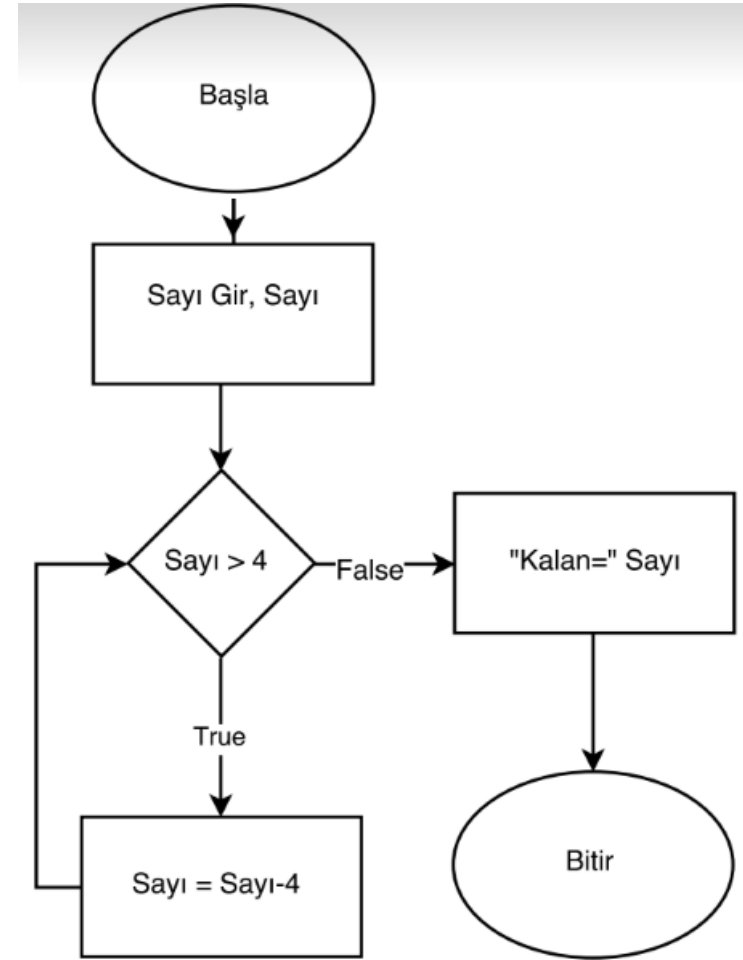 Başla
Sayı Gir, Sayı
Sayı > 4
False
"Kalan=" Sayı
True
Sayı = Sayı-4
Bitir